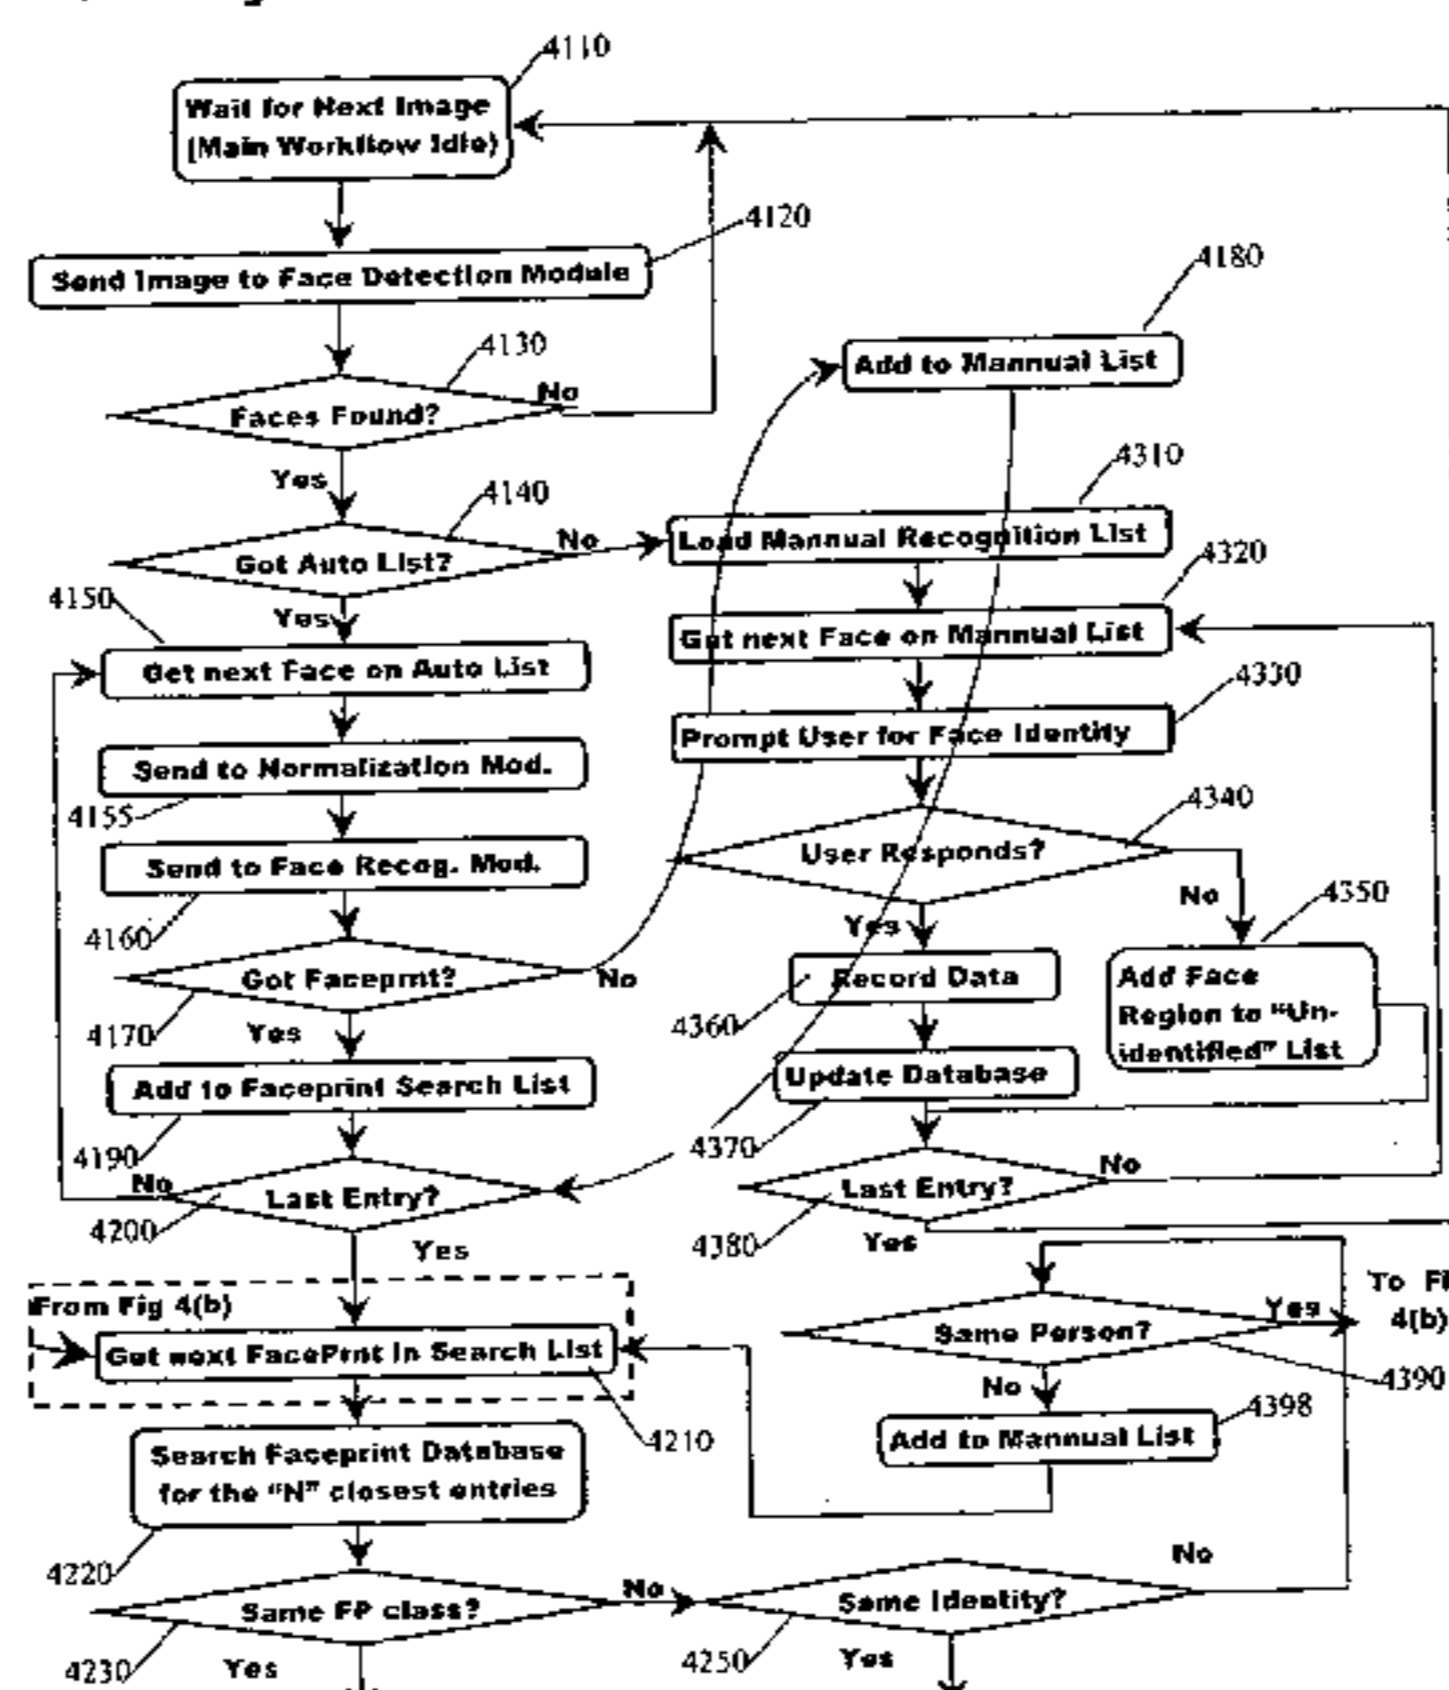 4110
Wait for Next Image
(Main Workflow Idle)
4120
Send Image to Face Detection Module
4180
4130
Add to Mannual List
No
Faces Found?
4310
Yes
4140
No
Load Mannual Recognition List
Got Auto List?
4320
4150
Yes
Get next Face on Mannual List
Get next Face on Auto List
4330
Prompt User for Face Identity
Send to Normalization Mod.
4155
4340
User Responds?
Send to Face Recog. Mod.
No
4350
4160
Yes
Got Faceprnt?
No
Record Data
Add Face
Region to "Un-
identified" List
4360
4170
Yes
Update Database
Add to Faceprint Search List
4190
4370
No
No
Last Entry?
Last Entry?
4200
4380
Yes
Yes
To Fi
4(b)
From Fig 4(b)
Yes
Same Person?
Get next FacePrnt in Search List
4390
No
4398
4210
Add to Mannual List
Search Faceprint Database
for the "N" closest entries
No
4220
No
Same FP class?
Same Identity?
4230
Yes
4250
Yes